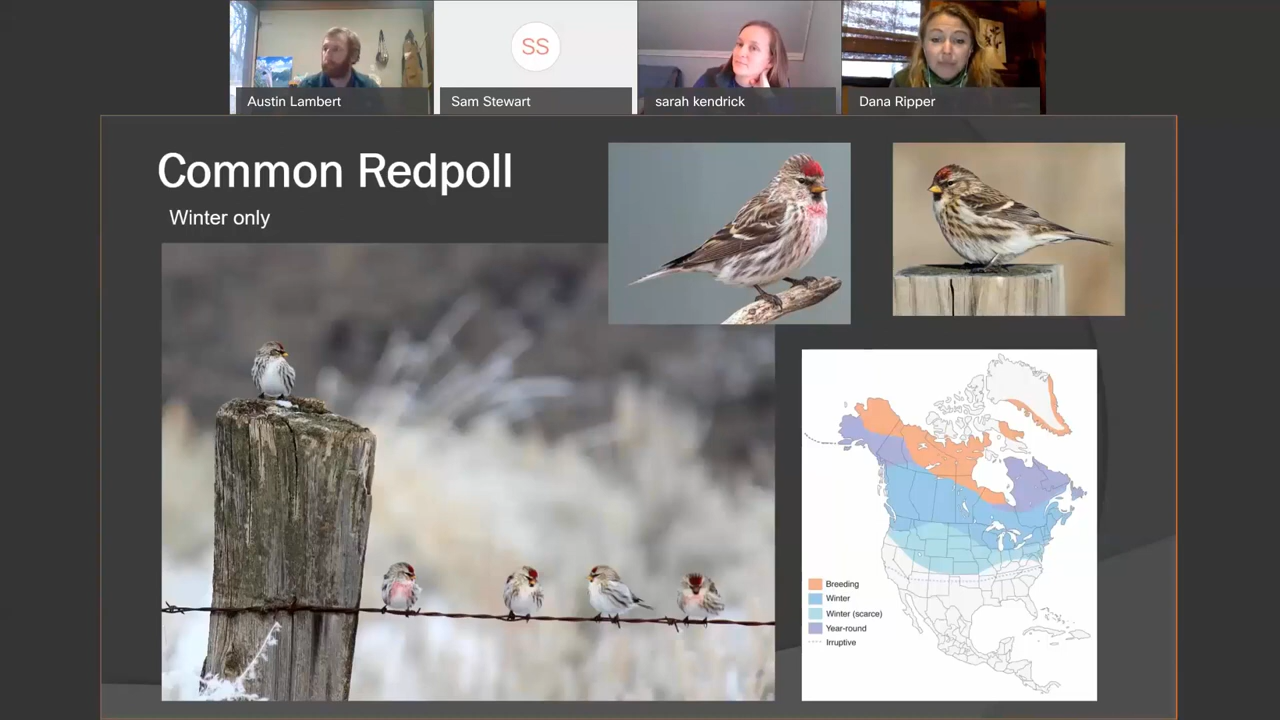 SS
Austin Lambert
Sam Stewart
sarah kendrick
Dana Ripper
Common Redpoll
Winter only
Breeding
Winter
Winter (scarce)
Year-round
Irruptive